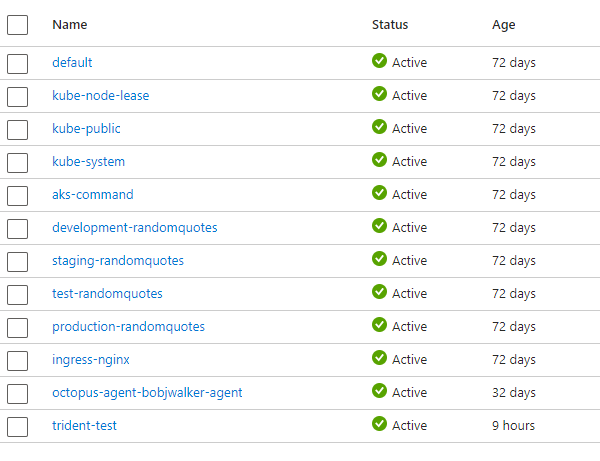 Name Status Age
default Active 72 days
kube-node-lease Active 72 days
kube-public Active 72 days
kube-system Active 72 days
aks-command Active 72 days
development-randomquotes Active 72 days
staging-randomquotes Active 72 days
test-randomquotes Active 72 days
production-randomquotes Active 72 days
ingress-nginx Active 72 days
octopus-agent-bobjwalker-agent Active 32 days
trident-test Active 9 hours